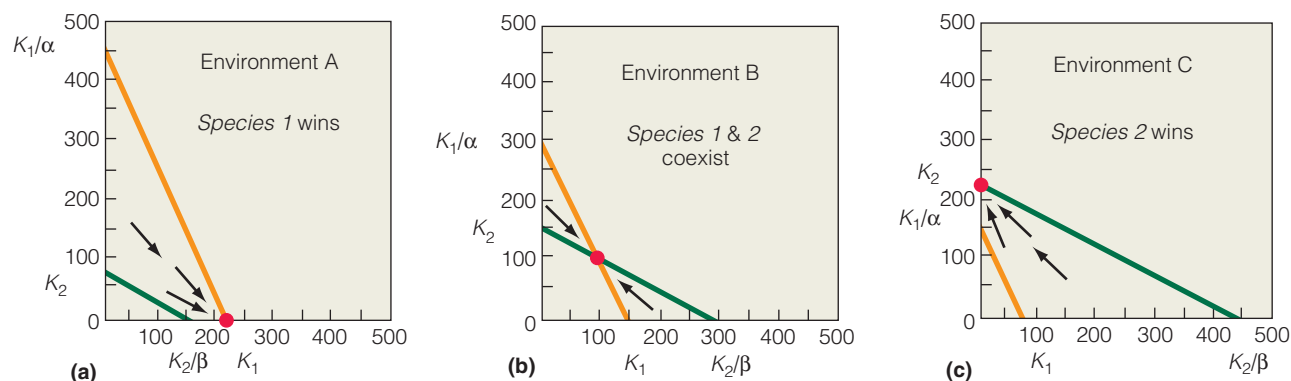 500
K₁/α
400
300
200
100
K₂
0
Environment A
Species 1 wins
100 200 300 400 500
K₂/β K₁
(a)
500
400
K₁/α
300
200
K₂
100
0
Environment B
Species 1 & 2
coexist
100 200 300 400 500
K₁ K₂/β
(b)
500
400
300
K₂
200
K₁/α
100
0
Environment C
Species 2 wins
100 200 300 400 500
K₁ K₂/β
(c)